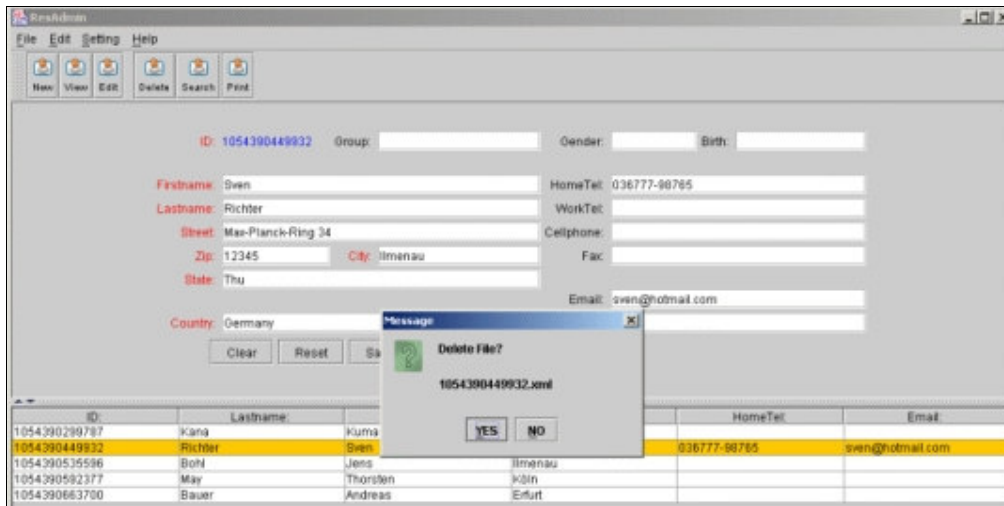 ResAdmin
File Edit Setting Help
New View Edit Delete Search Print
ID: 1054390449932 Group: Gender: Birth:
Firstname: Sven HomeTel: 036777-98765
Lastname: Richter WorkTel:
Street: Max-Planck-Ring 34 Cellphone:
Zip: 12345 City: Ilmenau Fax:
State: Thu
Email: sven@hotmail.com
Country: Germany
Message
Delete File?
1054390449932.xml
YES NO
Clear Reset Sa
ID: Lastname: HomeTel: Email:
1054390299787 Kana Kuma
1054390449932 Richter Sven 036777-98765 sven@hotmail.com
1054390535596 Bohl Jens Ilmenau
1054390592377 May Thorsten Köln
1054390663700 Bauer Andreas Erfurt